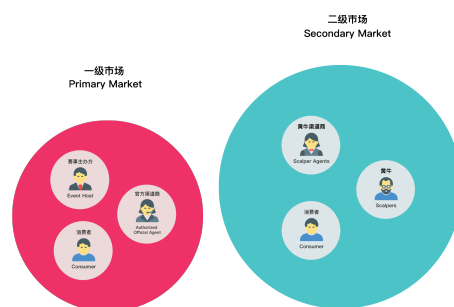 一级市场
Primary Market
赛事主办方
Event Host
官方渠道商
Authorized
Official Agent
消费者
Consumer
二级市场
Secondary Market
黄牛渠道商
Scalper Agents
黄牛
Scalpers
消费者
Consumer